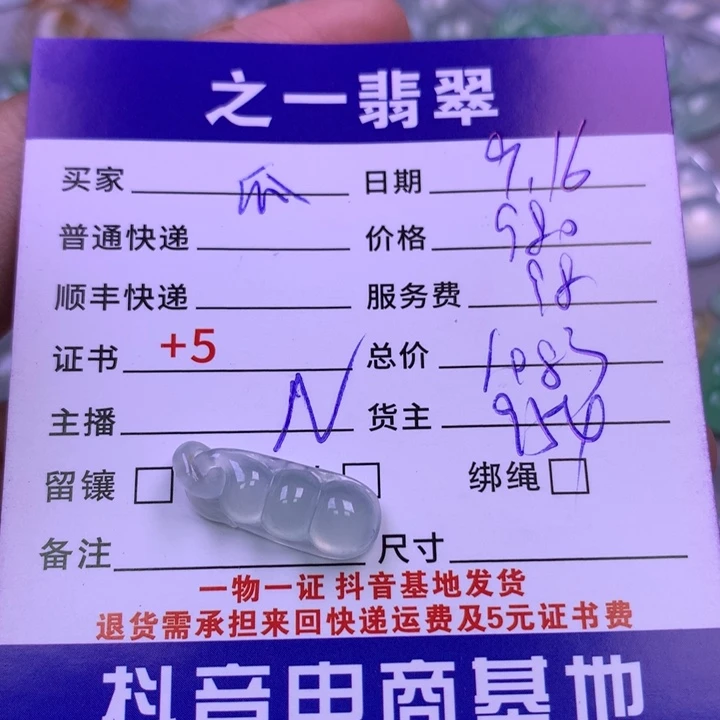 之一翡翠
买家 瓜 日期 9.16
普通快递 价格 980
顺丰快递 服务费 98
证书 +5 总价 1083
主播 N 货主
留镶 绑绳
备注 尺寸
一物一证 抖音基地发货
退货需承担来回快递运费及5元证书费
抖音电商基地